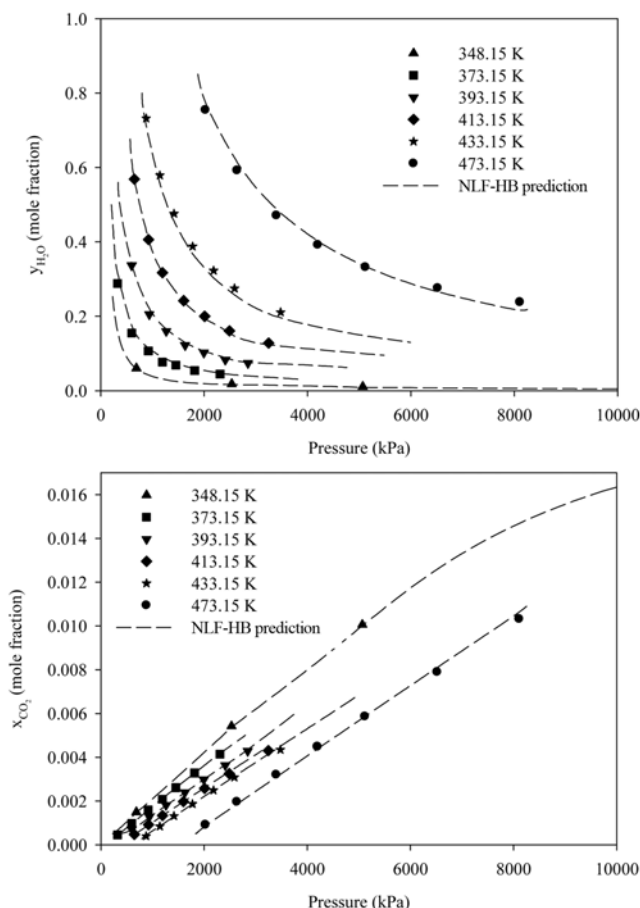 1.0
0.8
0.6
0.4
0.2
0.0
y_{H_2O} (mole fraction)
348.15 K
373.15 K
393.15 K
413.15 K
433.15 K
473.15 K
NLF-HB prediction
0 2000 4000 6000 8000 10000
Pressure (kPa)
0.016
0.014
0.012
0.010
0.008
0.006
0.004
0.002
0.000
x_{CO_2} (mole fraction)
348.15 K
373.15 K
393.15 K
413.15 K
433.15 K
473.15 K
NLF-HB prediction
0 2000 4000 6000 8000 10000
Pressure (kPa)